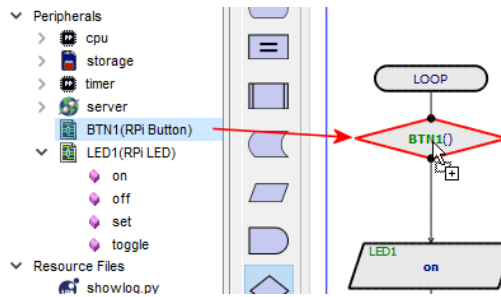 Peripherals
cpu
storage
timer
server
BTN1(RPi Button)
LED1(RPi LED)
on
off
set
toggle
Resource Files
showlog.py
LOOP
BTN1()
LED1
on